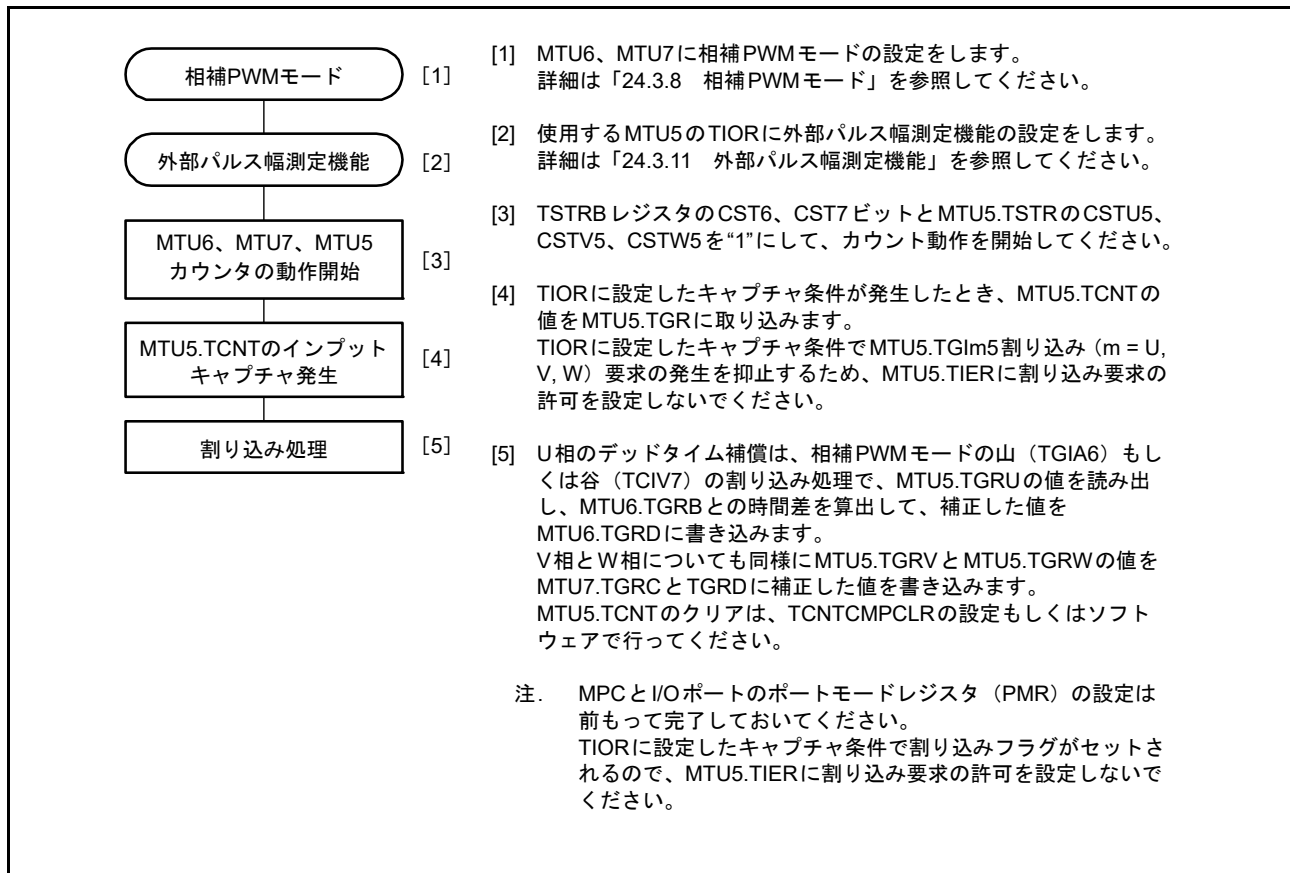 相補PWMモード
[1]
外部パルス幅測定機能
[2]
MTU6、MTU7、MTU5
カウンタの動作開始
[3]
MTU5.TCNTのインプット
キャプチャ発生
[4]
割り込み処理
[5]
[1] MTU6、MTU7に相補PWMモードの設定をします。
詳細は「24.3.8 相補PWMモード」を参照してください。
[2] 使用するMTU5のTIORに外部パルス幅測定機能の設定をします。
詳細は「24.3.11 外部パルス幅測定機能」を参照してください。
[3] TSTRBレジスタのCST6、CST7ビットとMTU5.TSTRのCSTU5、
CSTV5、CSTW5を“1”にして、カウント動作を開始してください。
[4] TIORに設定したキャプチャ条件が発生したとき、MTU5.TCNTの
値をMTU5.TGRに取り込みます。
TIORに設定したキャプチャ条件でMTU5.TGIm5割り込み（m = U,
V, W）要求の発生を抑止するため、MTU5.TIERに割り込み要求の
許可を設定しないでください。
[5] U相のデッドタイム補償は、相補PWMモードの山（TGIA6）もし
くは谷（TCIV7）の割り込み処理で、MTU5.TGRUの値を読み出
し、MTU6.TGRBとの時間差を算出して、補正した値を
MTU6.TGRDに書き込みます。
V相とW相についても同様にMTU5.TGRVとMTU5.TGRWの値を
MTU7.TGRCとTGRDに補正した値を書き込みます。
MTU5.TCNTのクリアは、TCNTCMPCLRの設定もしくはソフト
ウェアで行ってください。
注. MPCとI/Oポートのポートモードレジスタ（PMR）の設定は
前もって完了しておいてください。
TIORに設定したキャプチャ条件で割り込みフラグがセットさ
れるので、MTU5.TIERに割り込み要求の許可を設定しないで
ください。